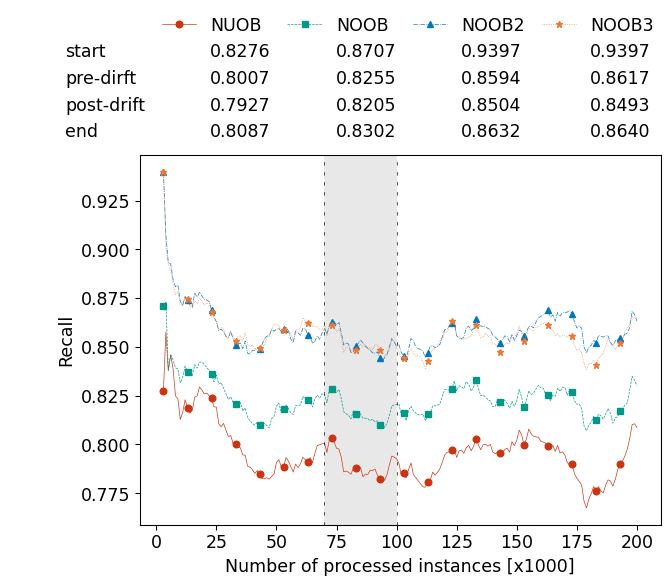 NUOB NOOB NOOB2 NOOB3
start 0.8276 0.8707 0.9397 0.9397
pre-dirft 0.8007 0.8255 0.8594 0.8617
post-drift 0.7927 0.8205 0.8504 0.8493
end 0.8087 0.8302 0.8632 0.8640
0.925
0.900
0.875
0.850
0.825
0.800
0.775
Recall
0 25 50 75 100 125 150 175 200
Number of processed instances [x1000]